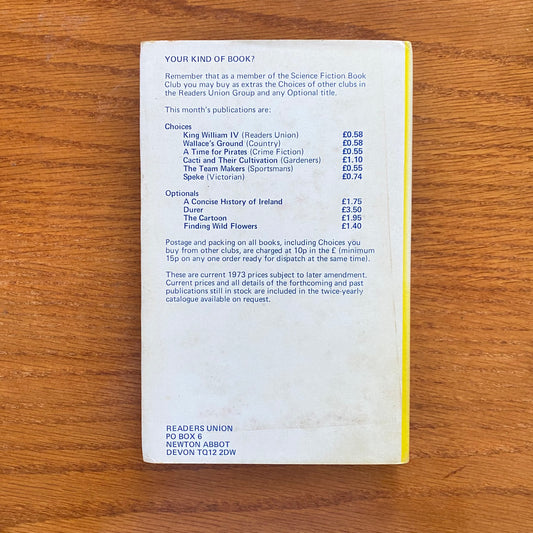 YOUR KIND OF BOOK?
Remember that as a member of the Science Fiction Book
Club you may buy as extras the Choices of other clubs in
the Readers Union Group and any Optional title.
This month's publications are:
Choices
King William IV (Readers Union) £0.58
Wallace's Ground (Country) £0.58
A Time for Pirates (Crime Fiction) £0.55
Cacti and Their Cultivation (Gardeners) £1.10
The Team Makers (Sportsmans) £0.55
Speke (Victorian) £0.74
Optionals
A Concise History of Ireland £1.75
Durer £3.50
The Cartoon £1.95
Finding Wild Flowers £1.40
Postage and packing on all books, including Choices you
buy from other clubs, are charged at 10p in the £ (minimum
15p on any one order ready for dispatch at the same time).
These are current 1973 prices subject to later amendment.
Current prices and all details of the forthcoming and past
publications still in stock are included in the twice-yearly
catalogue available on request.
READERS UNION
PO BOX 6
NEWTON ABBOT
DEVON TQ12 2DW